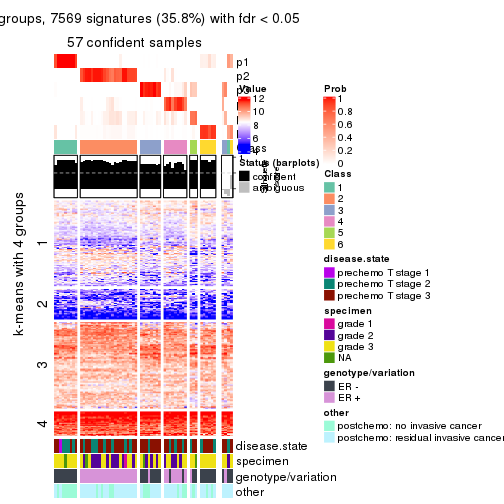 groups, 7569 signatures (35.8%) with fdr < 0.05
57 confident samples
p1
p2
Value
12
10
8
6
Prob
1
0.8
0.6
0.4
0.2
0
Status (barplots)
confident
ambiguous
Class
1
2
3
4
5
6
k-means with 4 groups
1
2
3
4
disease.state
prechemo T stage 1
prechemo T stage 2
prechemo T stage 3
specimen
grade 1
grade 2
grade 3
NA
genotype/variation
ER -
ER +
other
postchemo: no invasive cancer
postchemo: residual invasive cancer
disease.state
specimen
genotype/variation
other